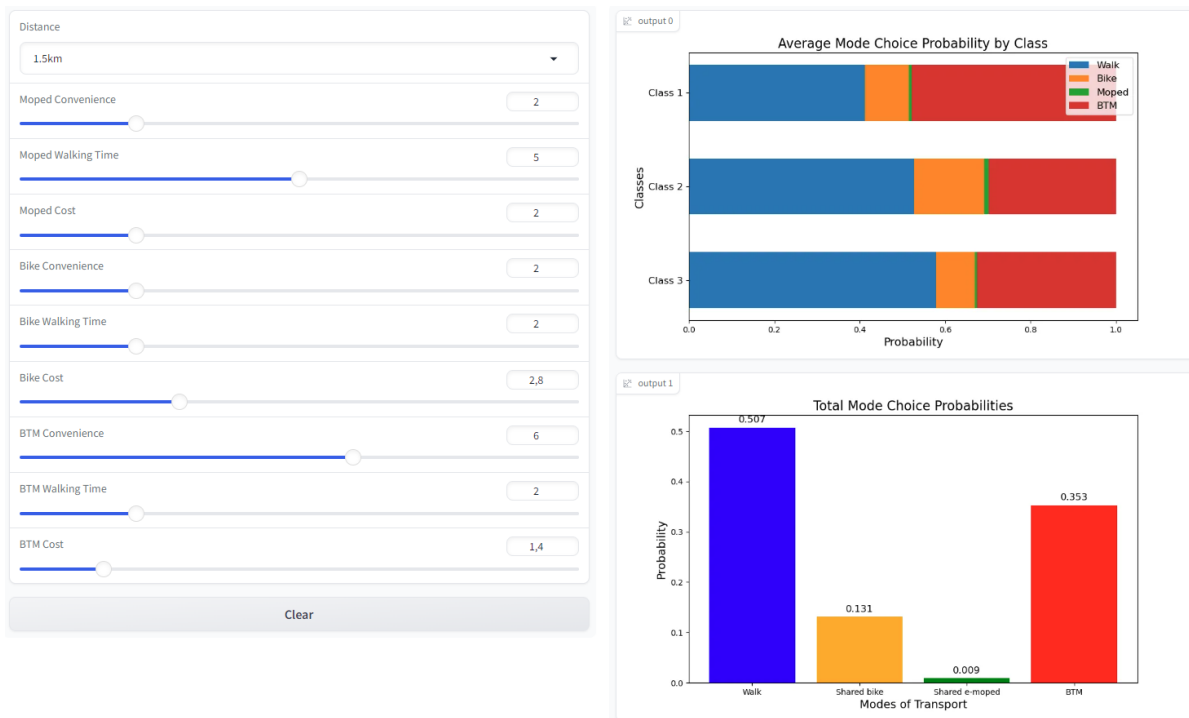 Distance
1.5km
Moped Convenience
2
Moped Walking Time
5
Moped Cost
2
Bike Convenience
2
Bike Walking Time
2
Bike Cost
2,8
BTM Convenience
6
BTM Walking Time
2
BTM Cost
1,4
Clear
output 0
Average Mode Choice Probability by Class
Walk
Bike
Moped
BTM
Class 1
Class 2
Class 3
Classes
0.0 0.2 0.4 0.6 0.8 1.0
Probability
output 1
Total Mode Choice Probabilities
0.507
0.131
0.009
0.353
0.5
0.4
0.3
0.2
0.1
0.0
Probability
Walk Shared bike Shared e-moped BTM
Modes of Transport